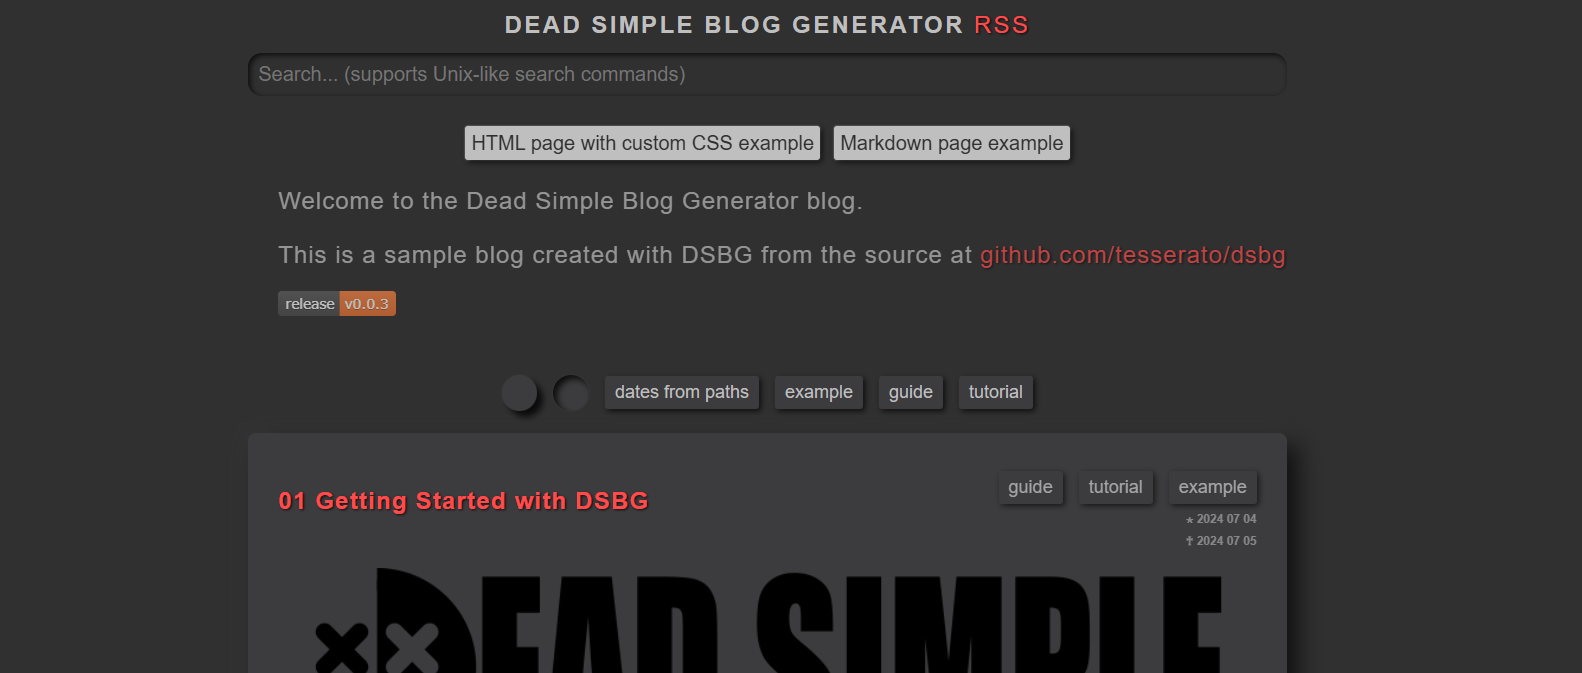 DEAD SIMPLE BLOG GENERATOR RSS
Search... (supports Unix-like search commands)
HTML page with custom CSS example Markdown page example
Welcome to the Dead Simple Blog Generator blog.
This is a sample blog created with DSBG from the source at github.com/tesserato/dsbg
release v0.0.3
dates from paths example guide tutorial
01 Getting Started with DSBG
guide tutorial example
★ 2024 07 04
✝ 2024 07 05
DEAD SIMPLE